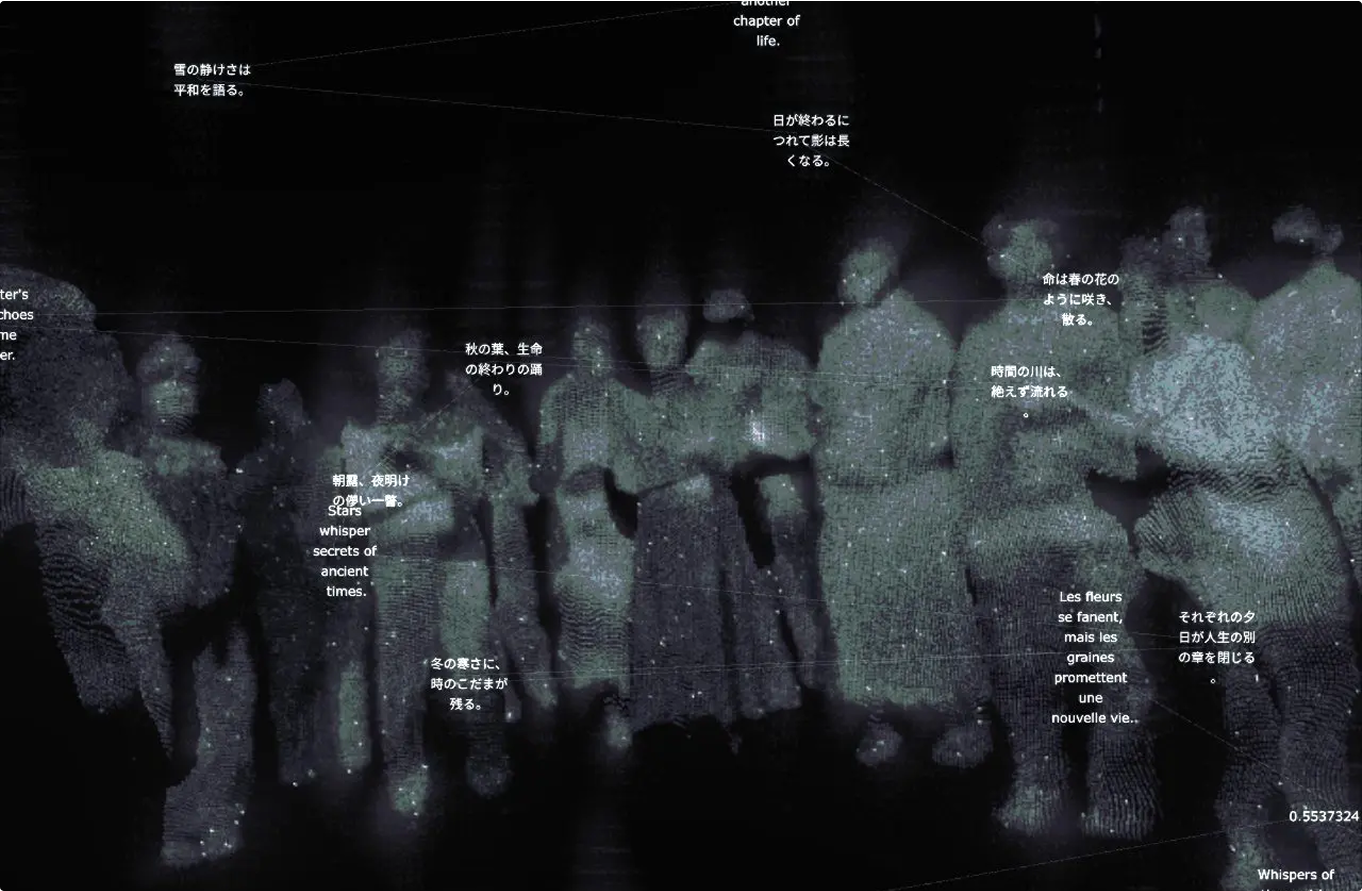 another
chapter of
life.
雪の静けさは
平和を語る。
日が終わるに
つれて影は長
くなる。
命は春の花の
ように咲き、
散る。
ter's
choes
me
er.
秋の葉、生命
の終わりの踊
り。
時間の川は、
絶えず流れる
。
朝露、夜明け
の儚い一瞥。
Stars
whisper
secrets of
ancient
times.
Les fleurs
se fanent,
mais les
graines
promettent
une
nouvelle vie..
それぞれの夕
日が人生の別
の章を閉じる
。
冬の寒さに、
時のこだまが
残る。
0.5537324
Whispers of